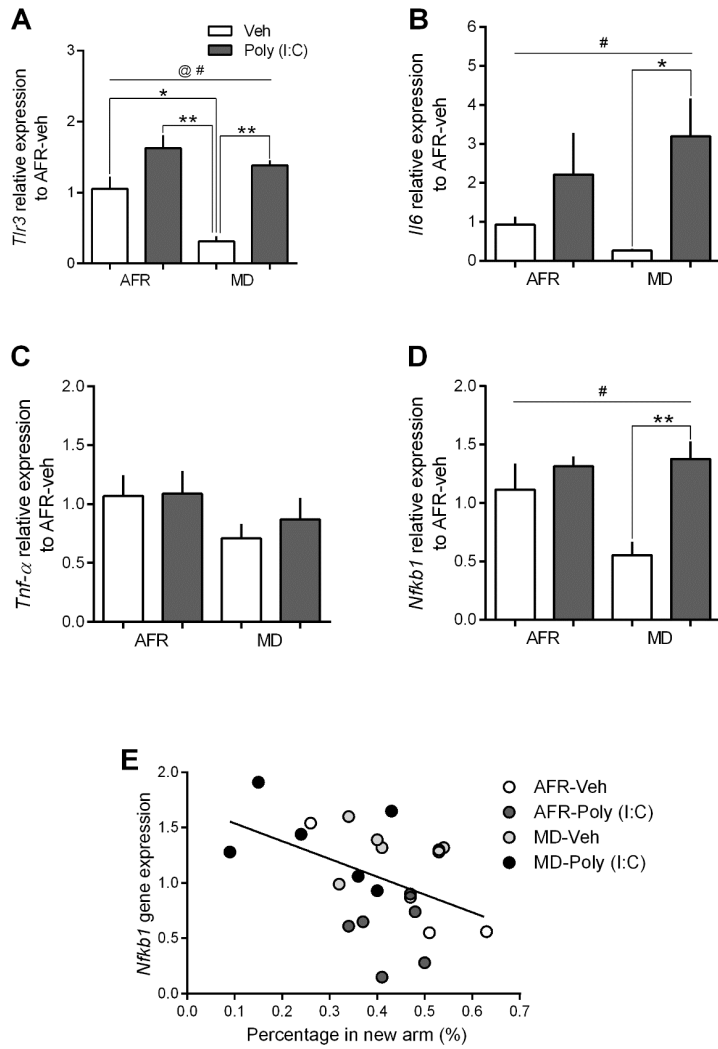 A
Veh
Poly (I:C)
Tlr3 relative expression
to AFR-veh
3
2
1
0
@ #
*
**
**
AFR
MD
B
Il6 relative expression
to AFR-veh
6
5
4
3
2
1
0
#
*
AFR
MD
C
Tnf-α relative expression
to AFR-veh
2.0
1.5
1.0
0.5
0.0
AFR
MD
D
Nfkb1 relative expression
to AFR-veh
2.0
1.5
1.0
0.5
0.0
#
**
AFR
MD
E
Nfkb1 gene expression
2.0
1.5
1.0
0.5
0.0
0.0 0.1 0.2 0.3 0.4 0.5 0.6 0.7
Percentage in new arm (%)
AFR-Veh
AFR-Poly (I:C)
MD-Veh
MD-Poly (I:C)